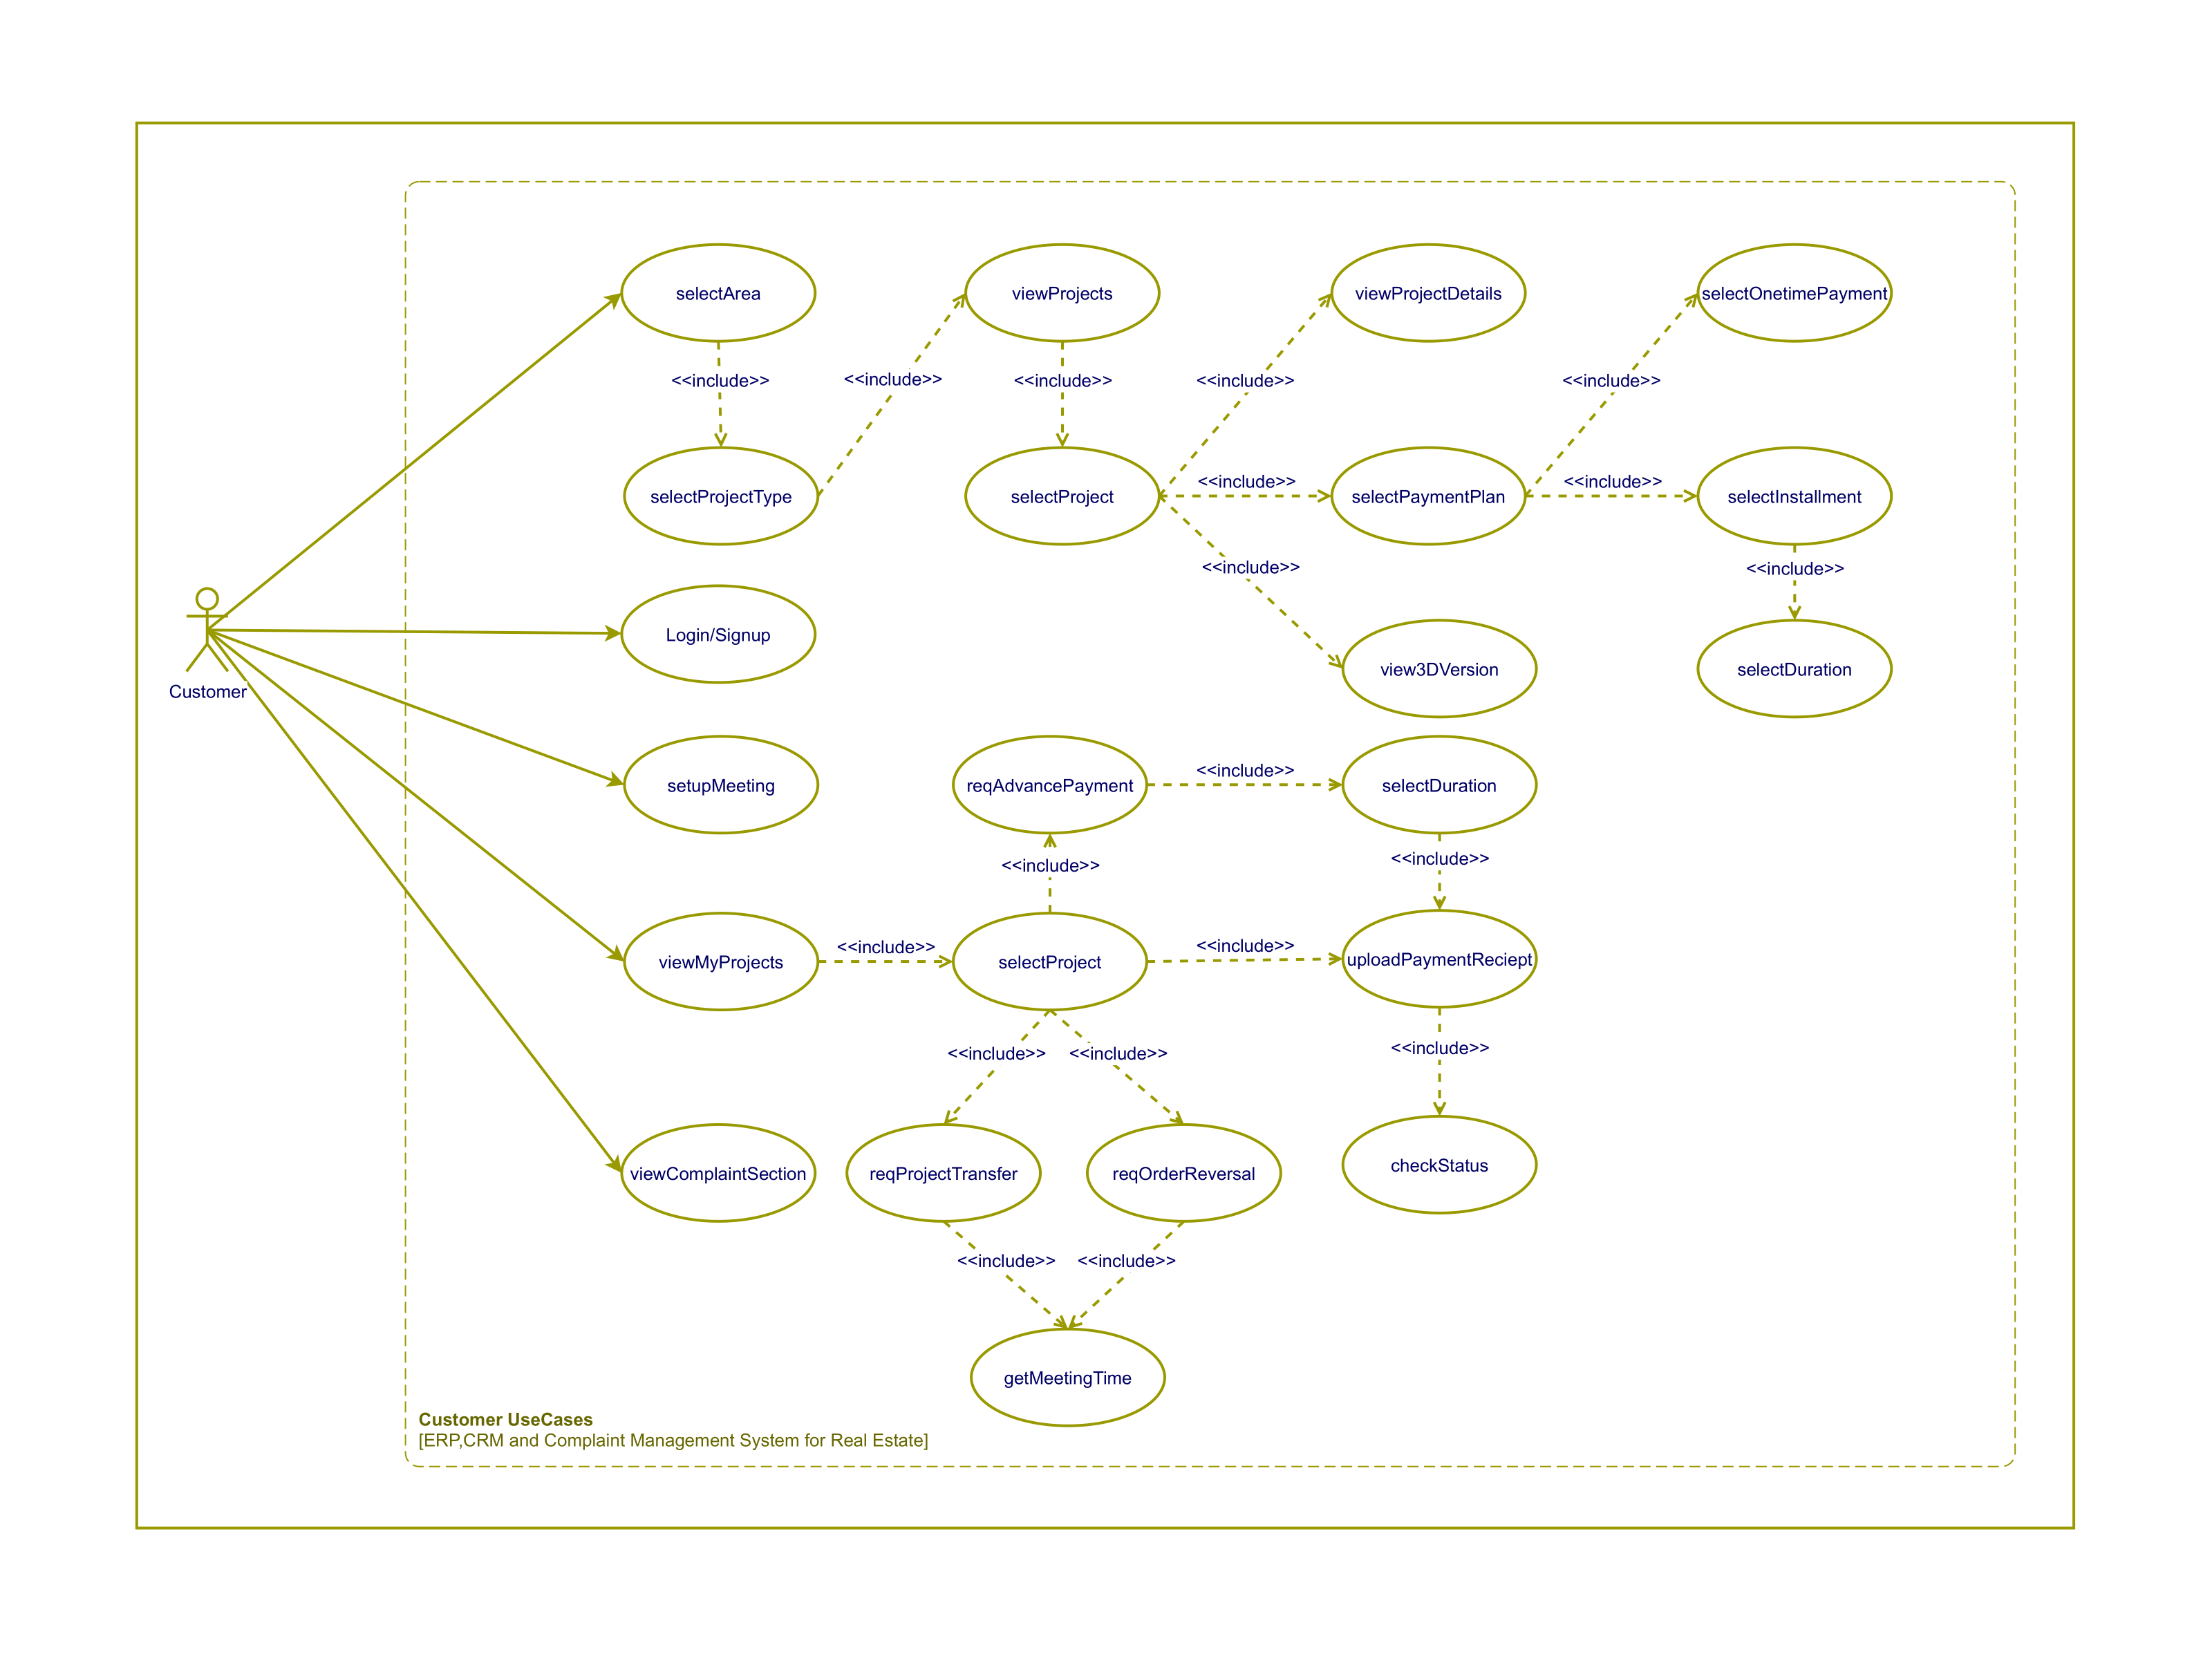 selectArea
viewProjects
viewProjectDetails
selectOnetimePayment
<<include>>
<<include>>
<<include>>
<<include>>
<<include>>
selectProjectType
selectProject
<<include>>
selectPaymentPlan
<<include>>
selectInstallment
<<include>>
<<include>>
Login/Signup
view3DVersion
selectDuration
Customer
setupMeeting
reqAdvancePayment
<<include>>
selectDuration
<<include>>
<<include>>
viewMyProjects
<<include>>
selectProject
<<include>>
uploadPaymentReciept
<<include>>
<<include>>
<<include>>
viewComplaintSection
reqProjectTransfer
reqOrderReversal
checkStatus
<<include>>
<<include>>
getMeetingTime
Customer UseCases
[ERP,CRM and Complaint Management System for Real Estate]